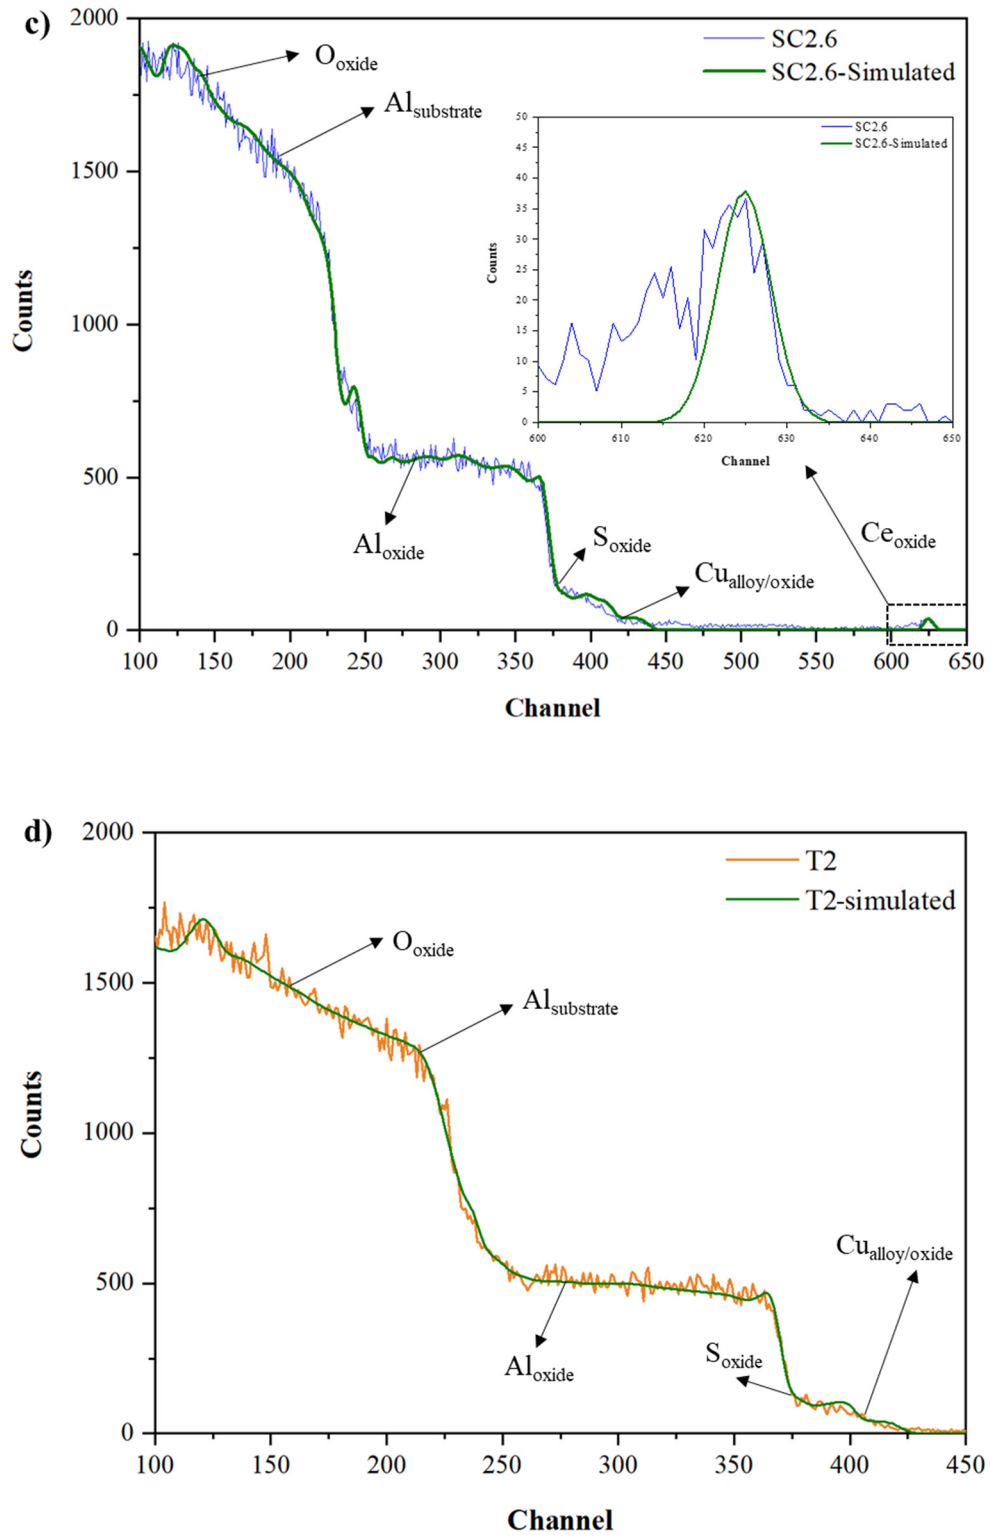 c)
2000
1500
1000
500
0
Counts
SC2.6
SC2.6-Simulated
Ooxide
Alsubstrate
Aloxide
Soxide
Cualloy/oxide
Ceoxide
50
45
40
35
30
25
20
15
10
5
0
Counts
SC2.6
SC2.6-Simulated
600 610 620 630 640 650
Channel
100 150 200 250 300 350 400 450 500 550 600 650
Channel
d)
2000
1500
1000
500
0
Counts
T2
T2-simulated
Ooxide
Alsubstrate
Cualloy/oxide
Aloxide
Soxide
100 150 200 250 300 350 400 450
Channel